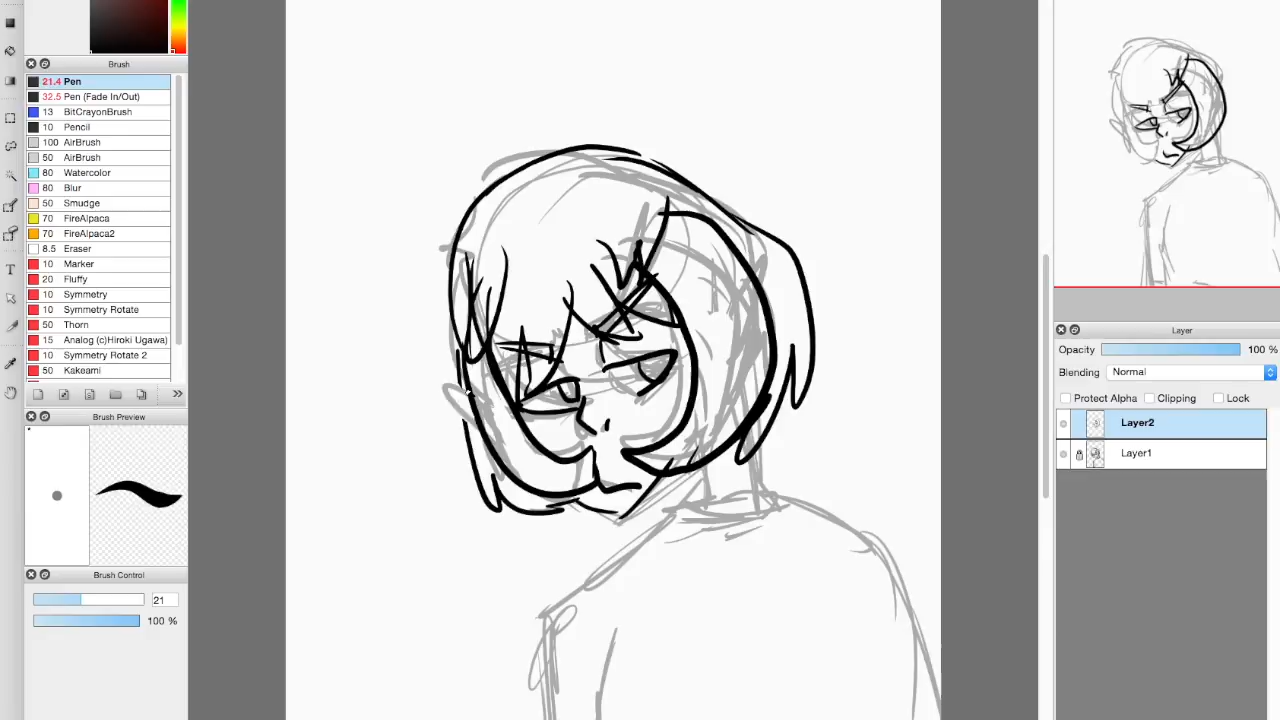 Brush
21.4 Pen
32.5 Pen (Fade In/Out)
13 BitCrayonBrush
10 Pencil
100 AirBrush
50 AirBrush
80 Watercolor
80 Blur
50 Smudge
70 FireAlpaca
70 FireAlpaca2
8.5 Eraser
10 Marker
20 Fluffy
10 Symmetry
10 Symmetry Rotate
50 Thorn
15 Analog (c)Hiroki Ugawa)
10 Symmetry Rotate 2
50 Kakeami
Brush Preview
Brush Control
21
100 %
Layer
Opacity 100 %
Blending Normal
Protect Alpha Clipping Lock
Layer2
Layer1